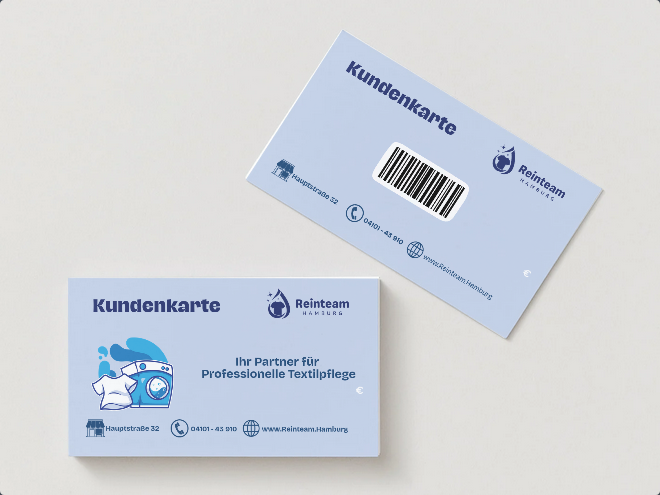 Kundenkarte
Reinteam
HAMBURG
Hauptstraße 32
04101 - 43 910
www.Reinteam.Hamburg
Kundenkarte
Reinteam
HAMBURG
Ihr Partner für
Professionelle Textilpflege
Hauptstraße 32
04101 - 43 910
www.Reinteam.Hamburg